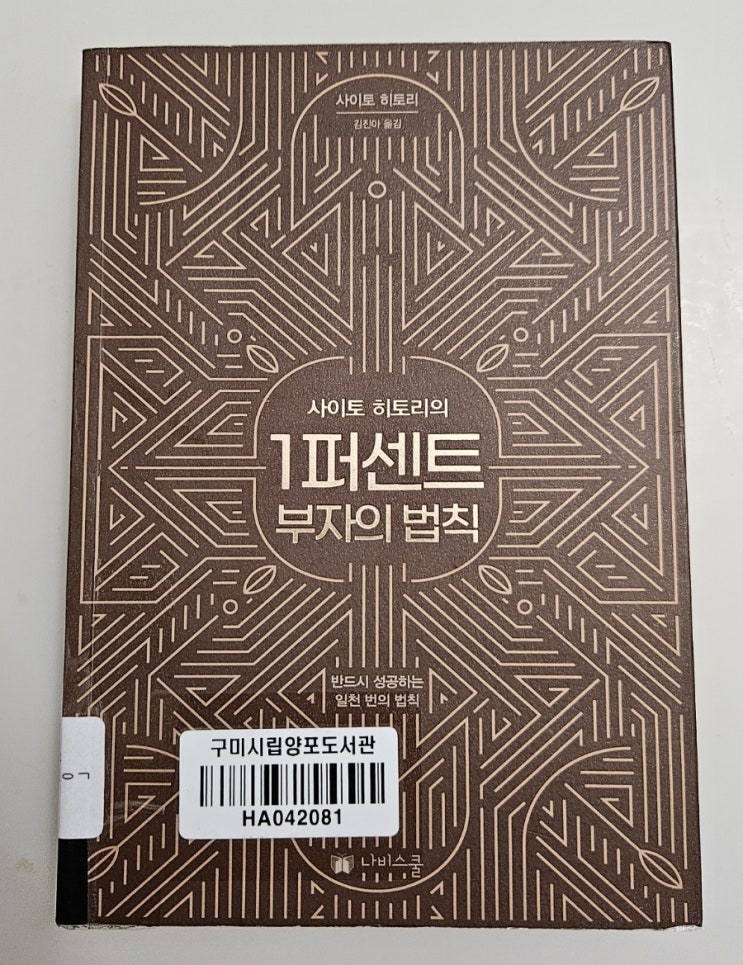 사이토 히토리
김진아 옮김
사이토 히토리의
1퍼센트
부자의 법칙
반드시 성공하는
일천 번의 법칙
구미시립양포도서관
HA042081
나비스쿨